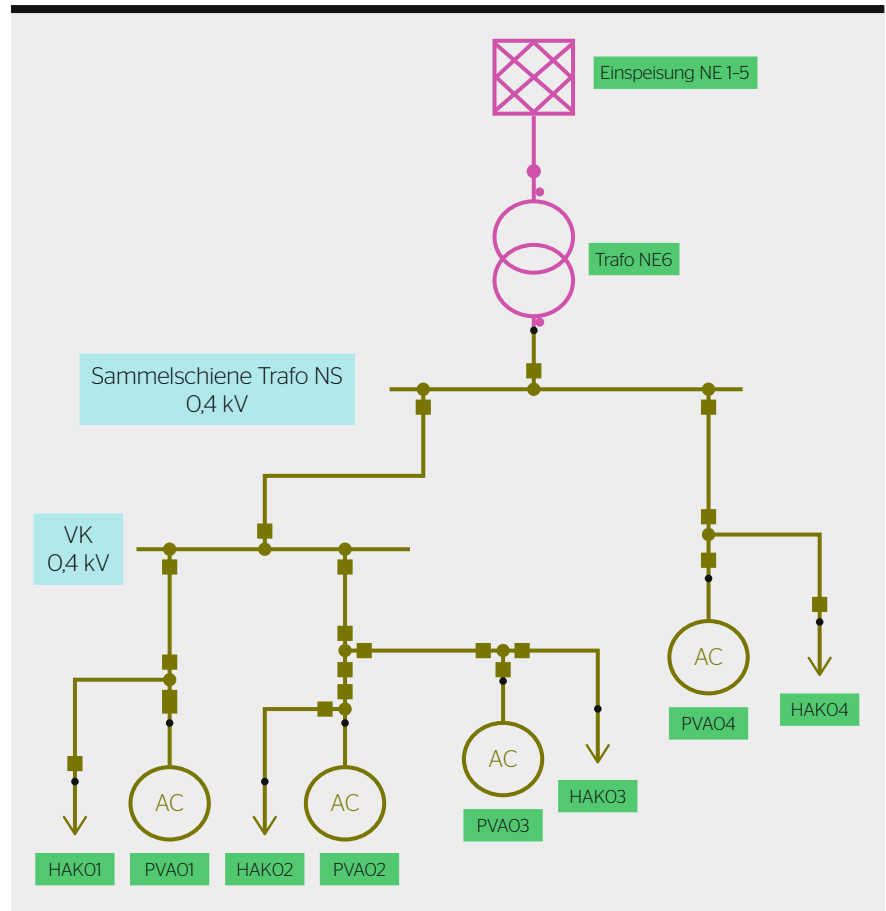 Einspeisung NE 1-5
Trafo NE6
Sammelschiene Trafo NS
0,4 kV
VK
0,4 kV
AC
HAK04
PVA04
AC
HAK03
PVA03
AC
AC
HAK01
PVA01
HAK02
PVA02